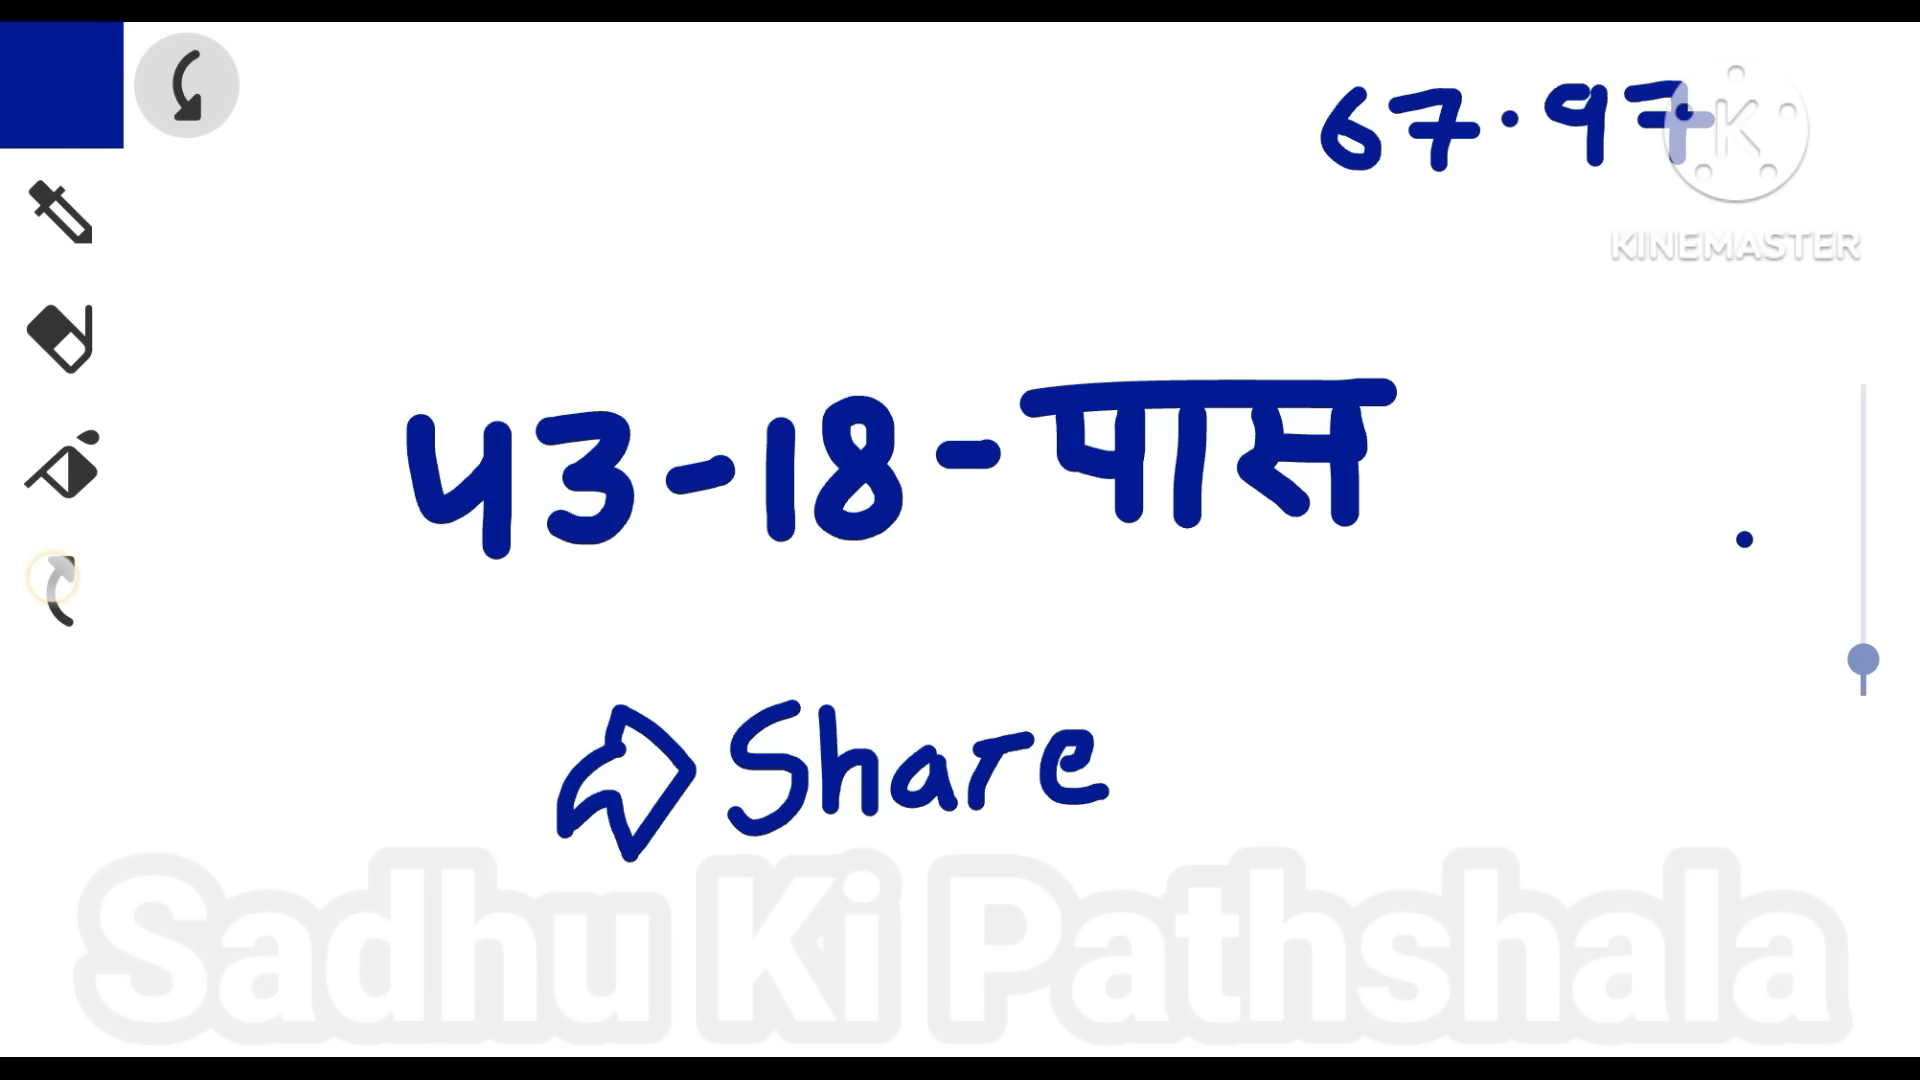 67.97
KINEMASTER
43-18-पास
Share
Sadhu Ki Pathshala